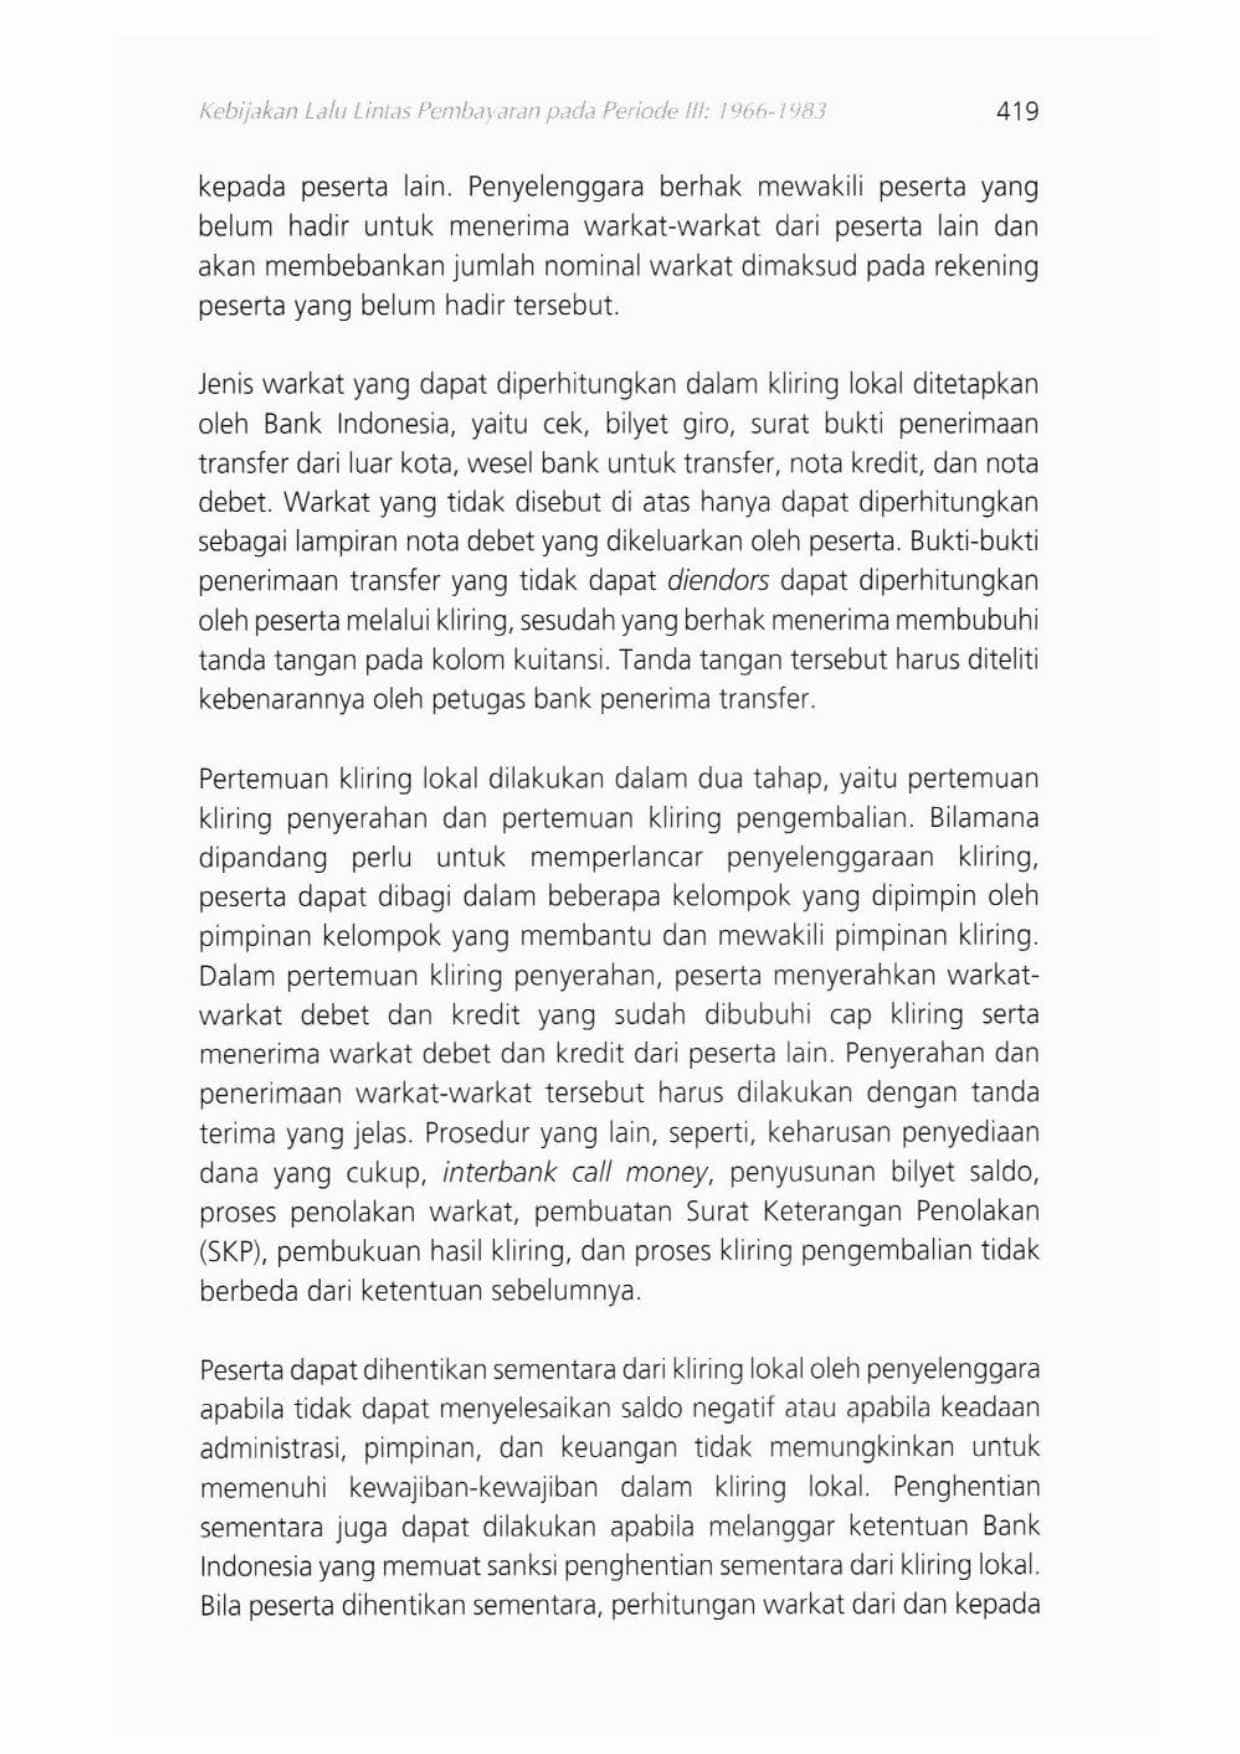 Kebijakan Lalu Lintas Pembayaran pada Periode III: 1966-1983 419
kepada peserta lain. Penyelenggara berhak mewakili peserta yang
belum hadir untuk menerima warkat-warkat dari peserta lain dan
akan membebankan jumlah nominal warkat dimaksud pada rekening
peserta yang belum hadir tersebut.
Jenis warkat yang dapat diperhitungkan dalam kliring lokal ditetapkan
oleh Bank Indonesia, yaitu cek, bilyet giro, surat bukti penerimaan
transfer dari luar kota, wesel bank untuk transfer, nota kredit, dan nota
debet. Warkat yang tidak disebut di atas hanya dapat diperhitungkan
sebagai lampiran nota debet yang dikeluarkan oleh peserta. Bukti-bukti
penerimaan transfer yang tidak dapat diendors dapat diperhitungkan
oleh peserta melalui kliring, sesudah yang berhak menerima membubuhi
tanda tangan pada kolom kuitansi. Tanda tangan tersebut harus diteliti
kebenarannya oleh petugas bank penerima transfer.
Pertemuan kliring lokal dilakukan dalam dua tahap, yaitu pertemuan
kliring penyerahan dan pertemuan kliring pengembalian. Bilamana
dipandang perlu untuk memperlancar penyelenggaraan kliring,
peserta dapat dibagi dalam beberapa kelompok yang dipimpin oleh
pimpinan kelompok yang membantu dan mewakili pimpinan kliring.
Dalam pertemuan kliring penyerahan, peserta menyerahkan warkat-
warkat debet dan kredit yang sudah dibubuhi cap kliring serta
menerima warkat debet dan kredit dari peserta lain. Penyerahan dan
penerimaan warkat-warkat tersebut harus dilakukan dengan tanda
terima yang jelas. Prosedur yang lain, seperti, keharusan penyediaan
dana yang cukup, interbank call money, penyusunan bilyet saldo,
proses penolakan warkat, pembuatan Surat Keterangan Penolakan
(SKP), pembukuan hasil kliring, dan proses kliring pengembalian tidak
berbeda dari ketentuan sebelumnya.
Peserta dapat dihentikan sementara dari kliring lokal oleh penyelenggara
apabila tidak dapat menyelesaikan saldo negatif atau apabila keadaan
administrasi, pimpinan, dan keuangan tidak memungkinkan untuk
memenuhi kewajiban-kewajiban dalam kliring lokal. Penghentian
sementara juga dapat dilakukan apabila melanggar ketentuan Bank
Indonesia yang memuat sanksi penghentian sementara dari kliring lokal.
Bila peserta dihentikan sementara, perhitungan warkat dari dan kepada